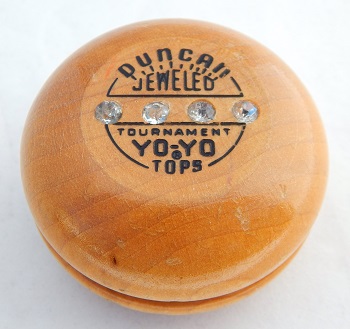 DUNCAN
JEWELED
TOURNAMENT
YO-YO
®
TOPS